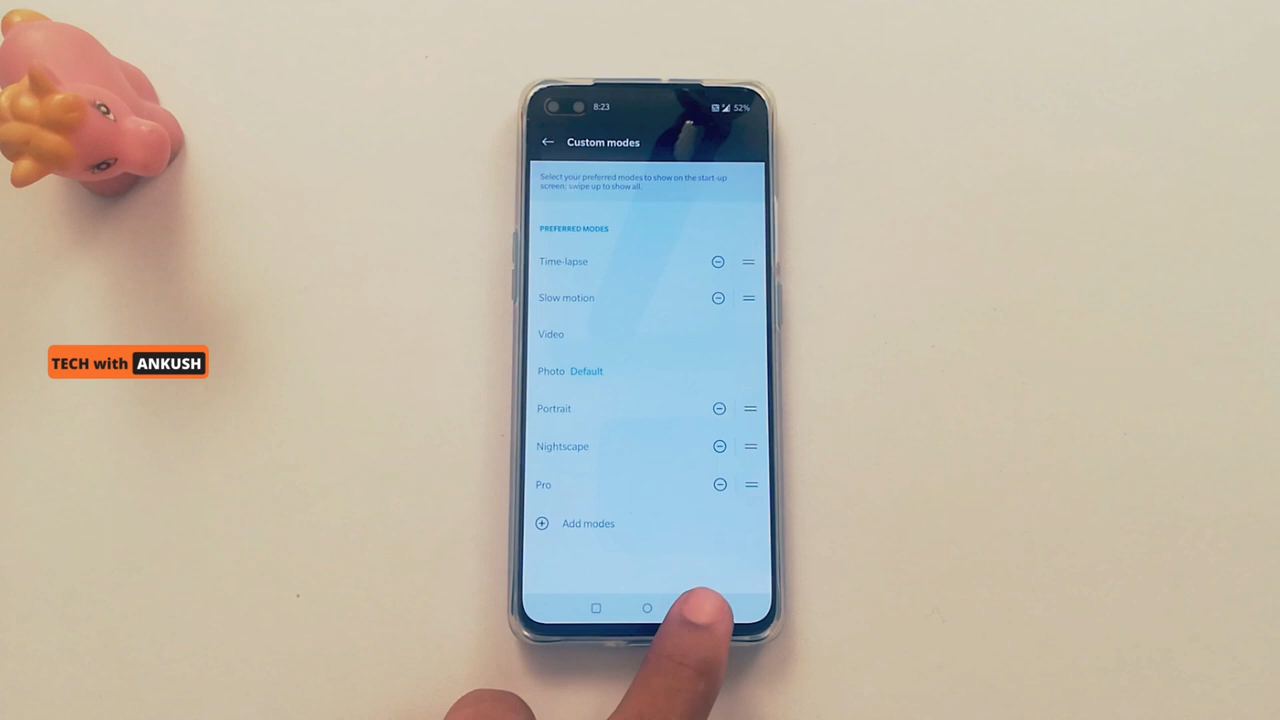 8:23
52%
Custom modes
Select your preferred modes to show on the start-up
screen; swipe up to show all.
PREFERRED MODES
Time-lapse
Slow motion
Video
Photo Default
Portrait
Nightscape
Pro
Add modes
TECH with ANKUSH